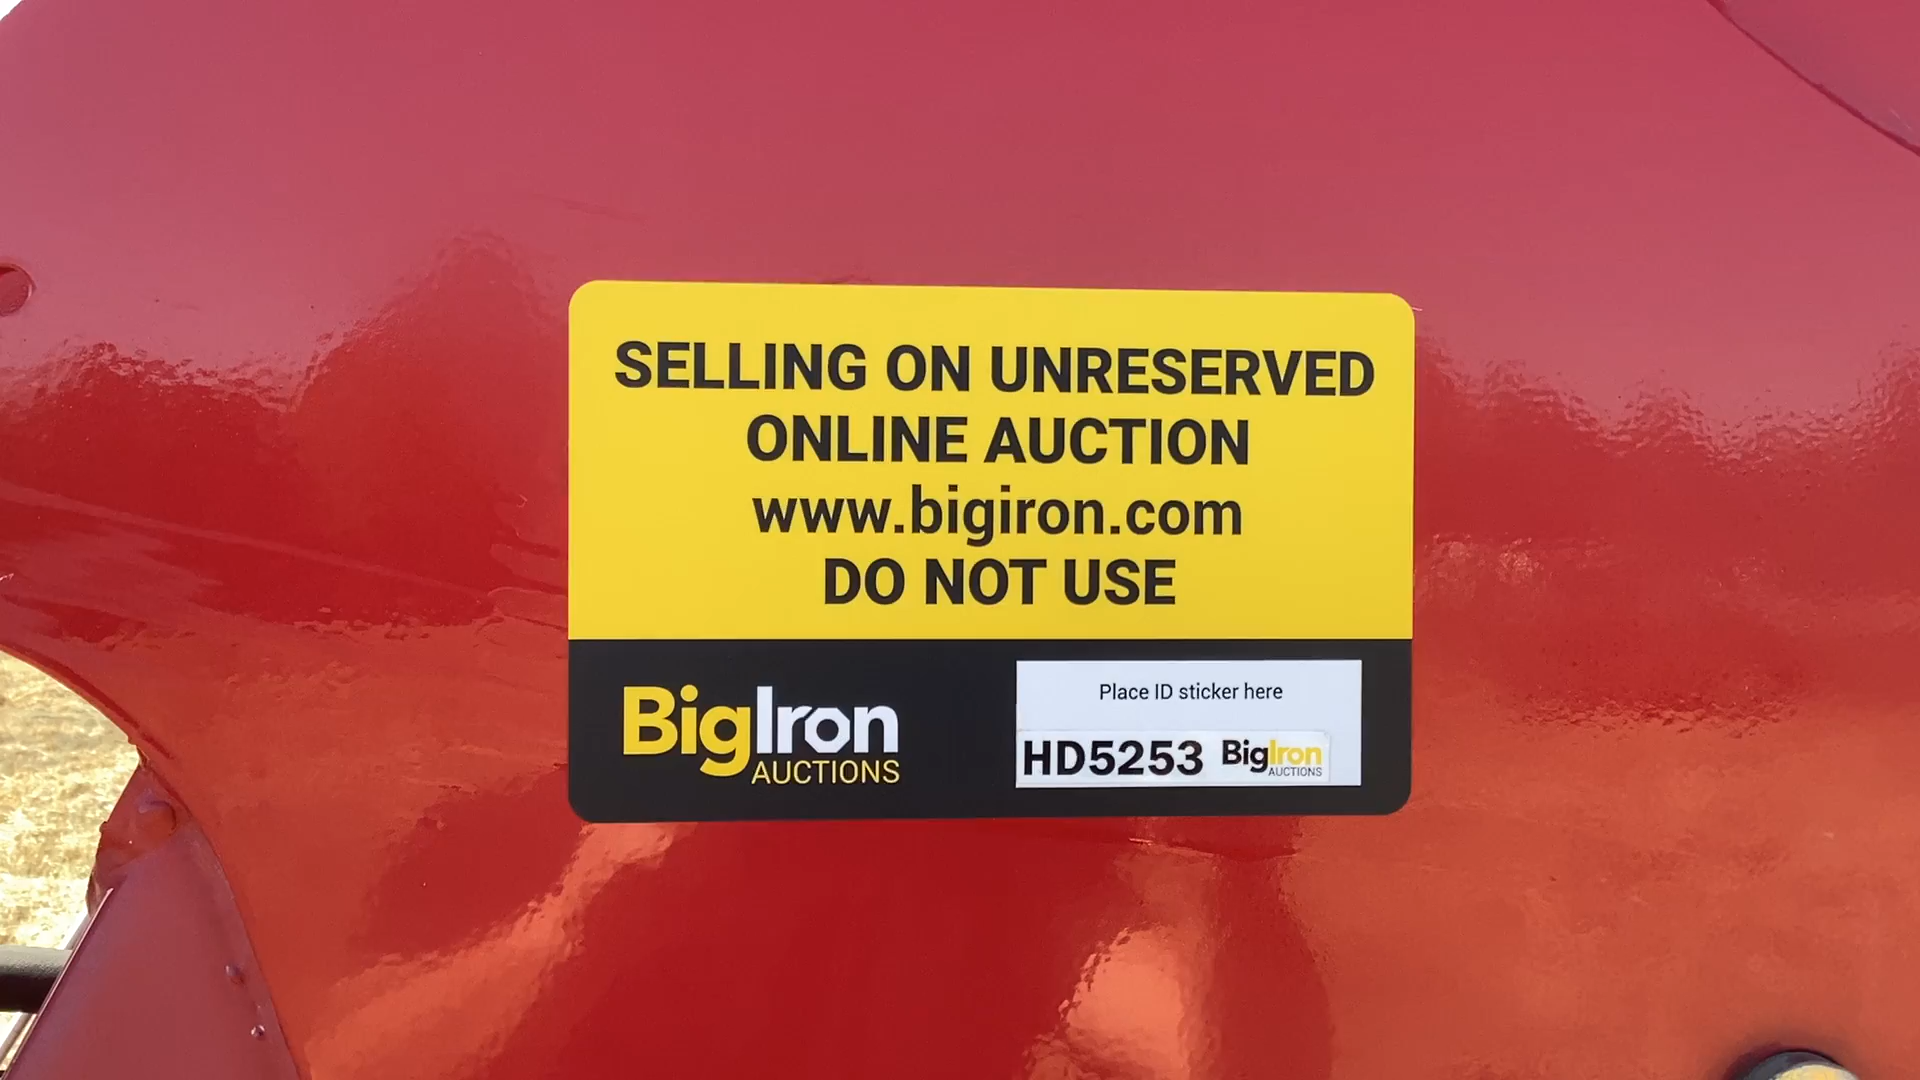 SELLING ON UNRESERVED
ONLINE AUCTION
www.bigiron.com
DO NOT USE
BigIron
AUCTIONS
Place ID sticker here
HD5253 BigIron
AUCTIONS